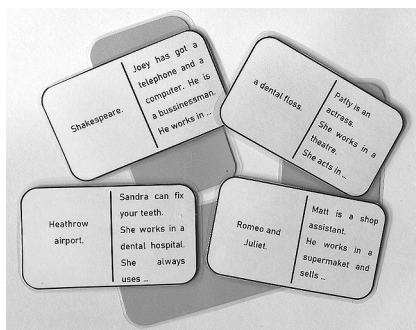 Shakespeare.
Joey has got a
telephone and a
computer. He is
a bussinessman.
He works in ..
a dental floss.
Patty is an
actress.
She works in a
theatre.
She acts in ..
Heathrow
airport.
Sandra can fix
your teeth.
She works in a
dental hospital.
She always
uses ..
Romeo and
Juliet.
Matt is a shop
assistant.
He works in a
supermaket and
sells ..